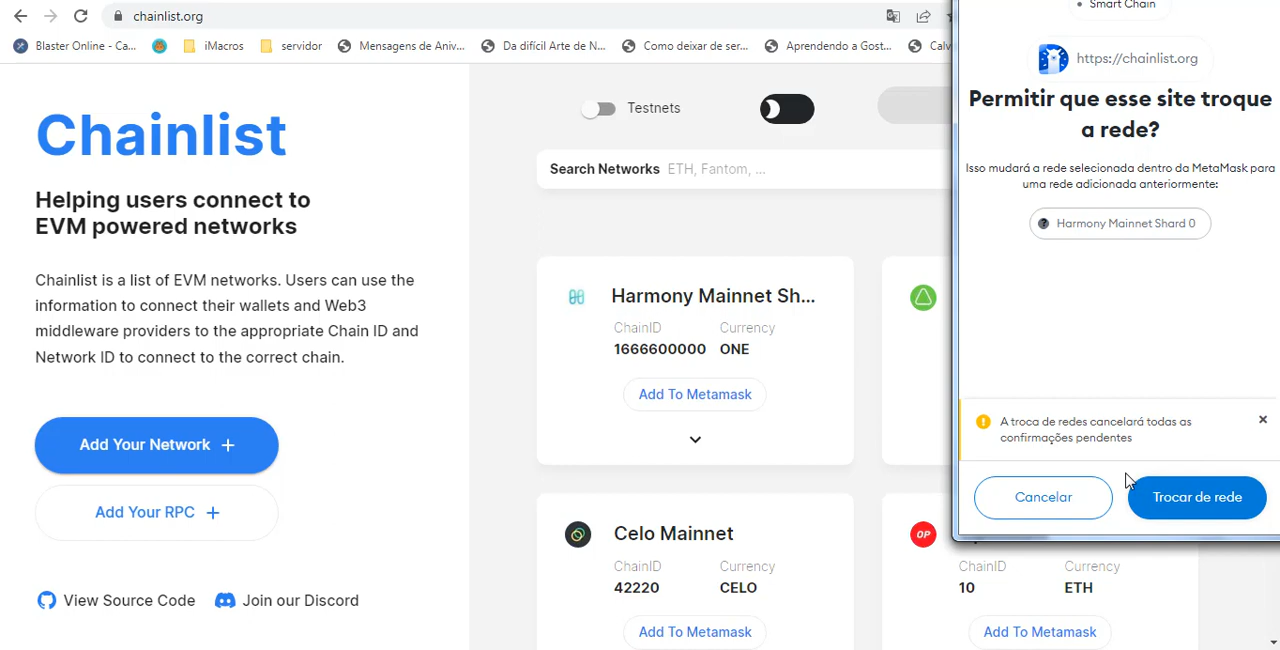 chainlist.org
Blaster Online - Ca...
iMacros
servidor
Mensagens de Aniv...
Da difícil Arte de N...
Como deixar de ser...
Aprendendo a Gost...
Calv
Chainlist
Helping users connect to
EVM powered networks
Chainlist is a list of EVM networks. Users can use the
information to connect their wallets and Web3
middleware providers to the appropriate Chain ID and
Network ID to connect to the correct chain.
Add Your Network +
Add Your RPC +
View Source Code
Join our Discord
Testnets
Search Networks ETH, Fantom, ...
Harmony Mainnet Sh...
ChainID Currency
1666600000 ONE
Add To Metamask
Celo Mainnet
ChainID Currency
42220 CELO
Add To Metamask
OP
ChainID Currency
10 ETH
Add To Metamask
Smart Chain
https://chainlist.org
Permitir que esse site troque
a rede?
Isso mudará a rede selecionada dentro da MetaMask para
uma rede adicionada anteriormente:
? Harmony Mainnet Shard 0
A troca de redes cancelará todas as
confirmações pendentes
Cancelar
Trocar de rede